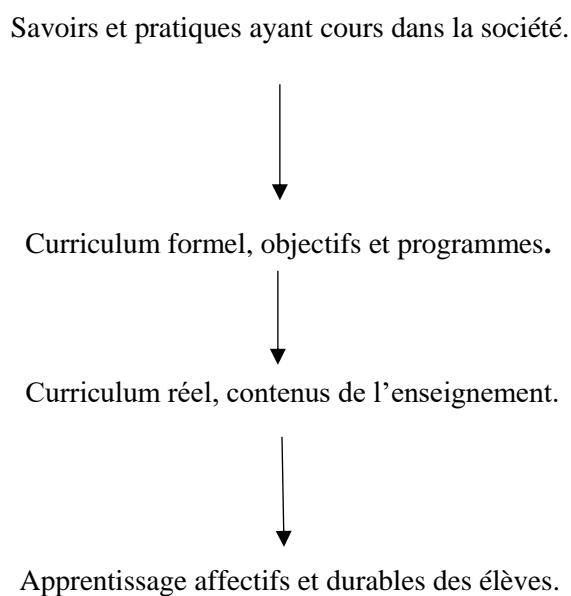 Savoirs et pratiques ayant cours dans la société.
Curriculum formel, objectifs et programmes.
Curriculum réel, contenus de l’enseignement.
Apprentissage affectifs et durables des élèves.